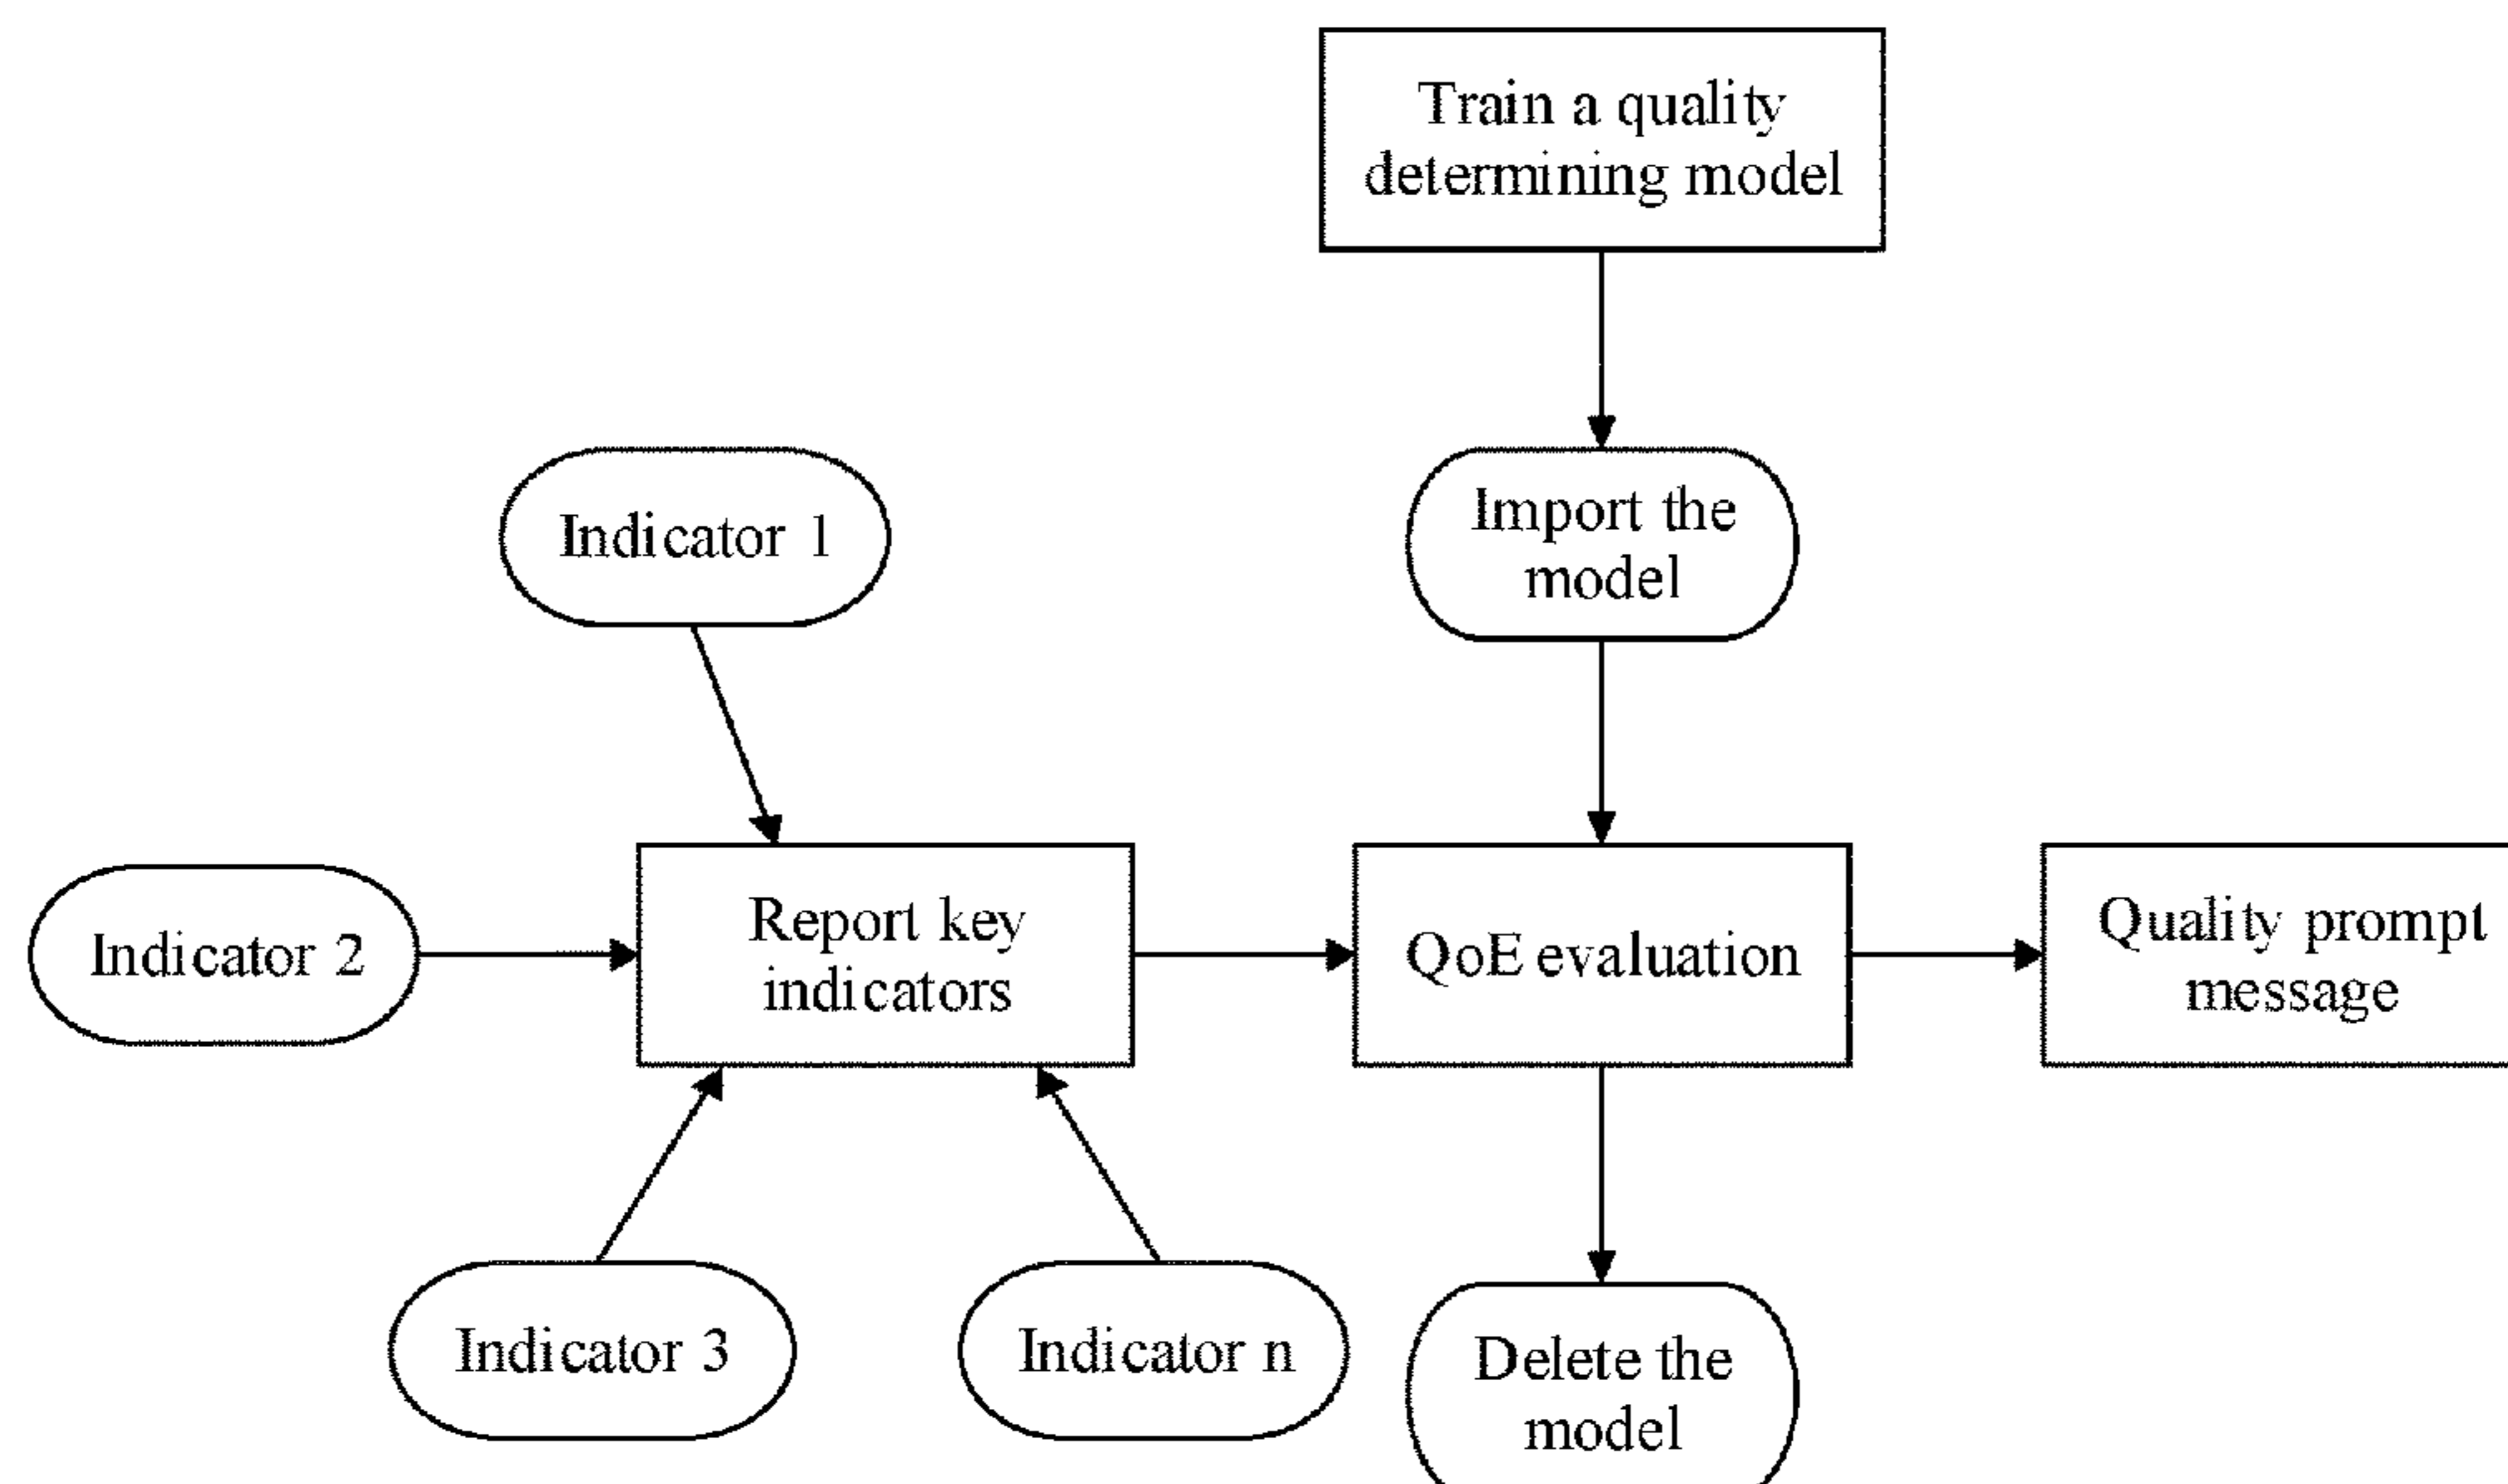 Train a quality
determining model
Import the
model
Indicator 1
Indicator 2
Report key
indicators
QoE evaluation
Quality prompt
message
Indicator 3
Indicator n
Delete the
model